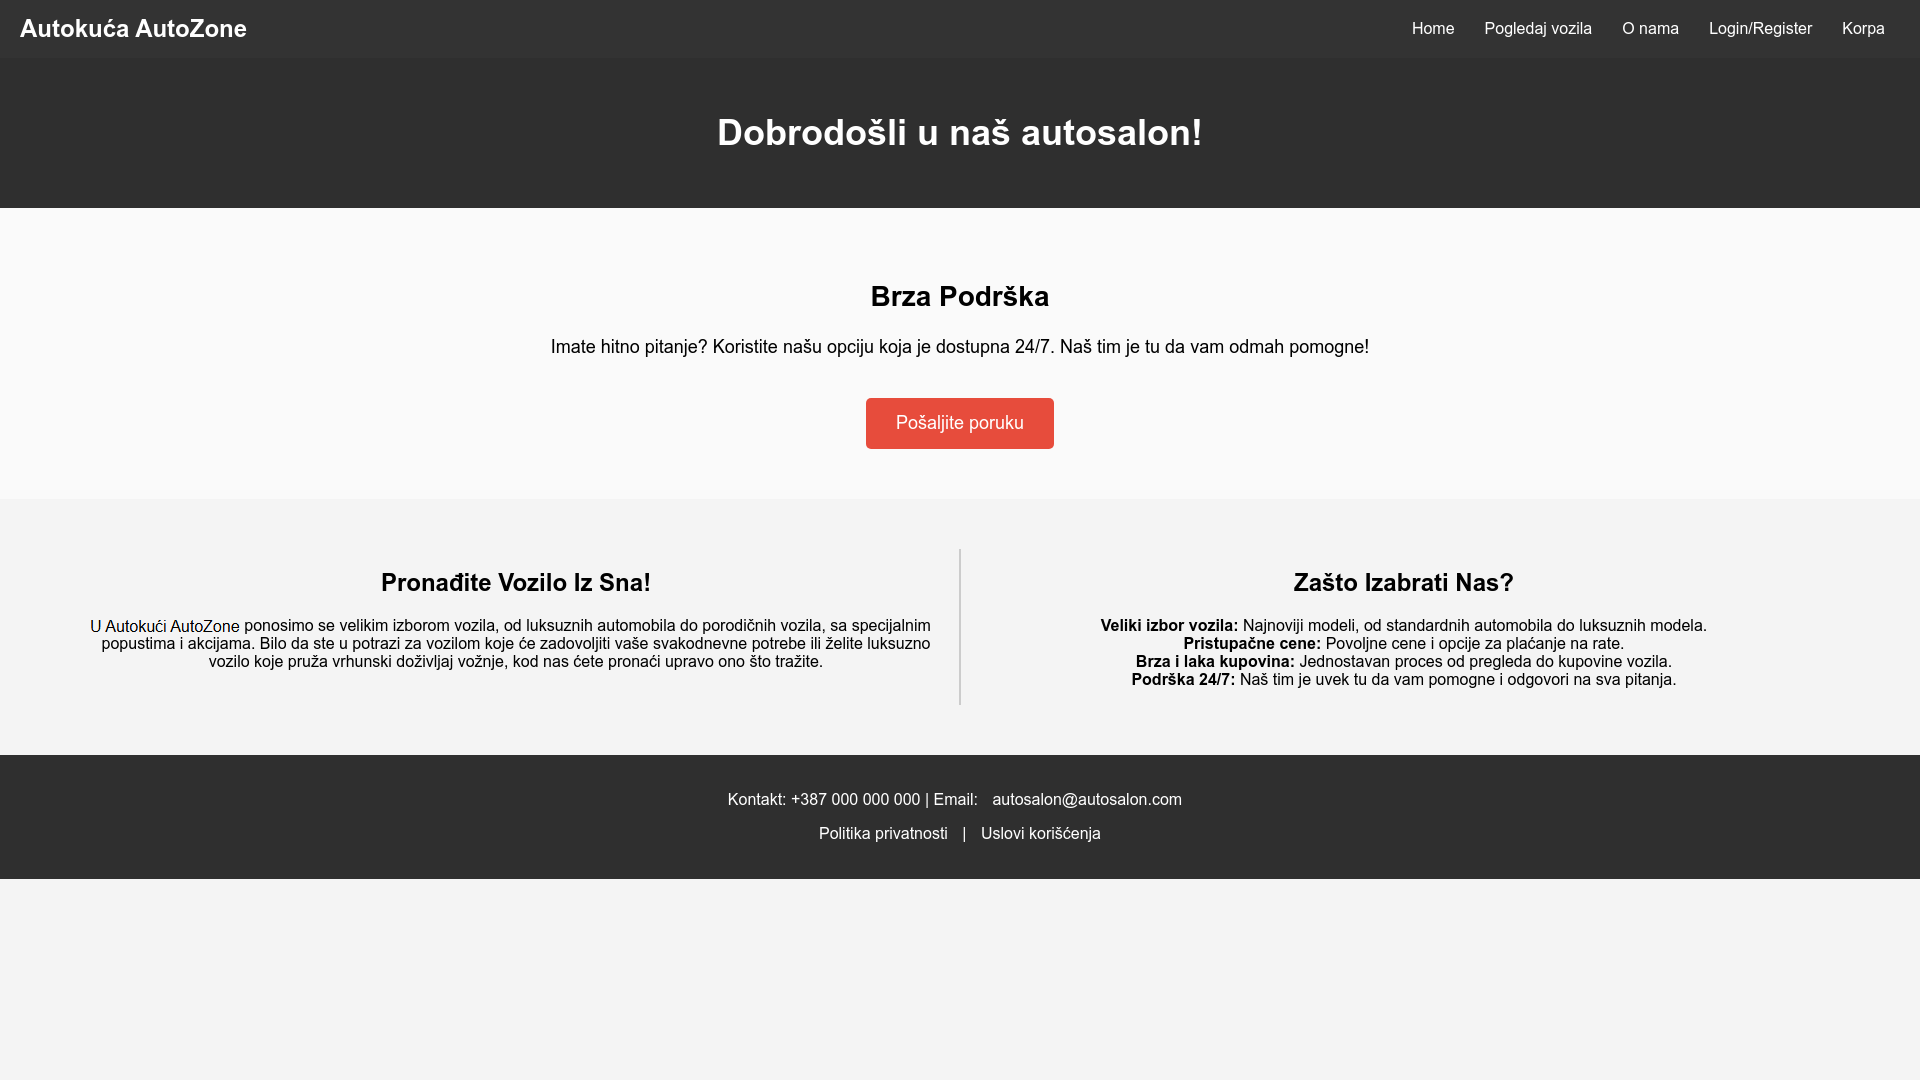 Autokuća AutoZone
Home Pogledaj vozila O nama Login/Register Korpa
Dobrodošli u naš autosalon!
Brza Podrška
Imate hitno pitanje? Koristite našu opciju koja je dostupna 24/7. Naš tim je tu da vam odmah pomogne!
Pošaljite poruku
Pronađite Vozilo Iz Sna!
U Autokući AutoZone ponosimo se velikim izborom vozila, od luksuznih automobila do porodičnih vozila, sa specijalnim
popustima i akcijama. Bilo da ste u potrazi za vozilom koje će zadovoljiti vaše svakodnevne potrebe ili želite luksuzno
vozilo koje pruža vrhunski doživljaj vožnje, kod nas ćete pronaći upravo ono što tražite.
Zašto Izabrati Nas?
Veliki izbor vozila: Najnoviji modeli, od standardnih automobila do luksuznih modela.
Pristupačne cene: Povoljne cene i opcije za plaćanje na rate.
Brza i laka kupovina: Jednostavan proces od pregleda do kupovine vozila.
Podrška 24/7: Naš tim je uvek tu da vam pomogne i odgovori na sva pitanja.
Kontakt: +387 000 000 000 | Email: autosalon@autosalon.com
Politika privatnosti | Uslovi korišćenja